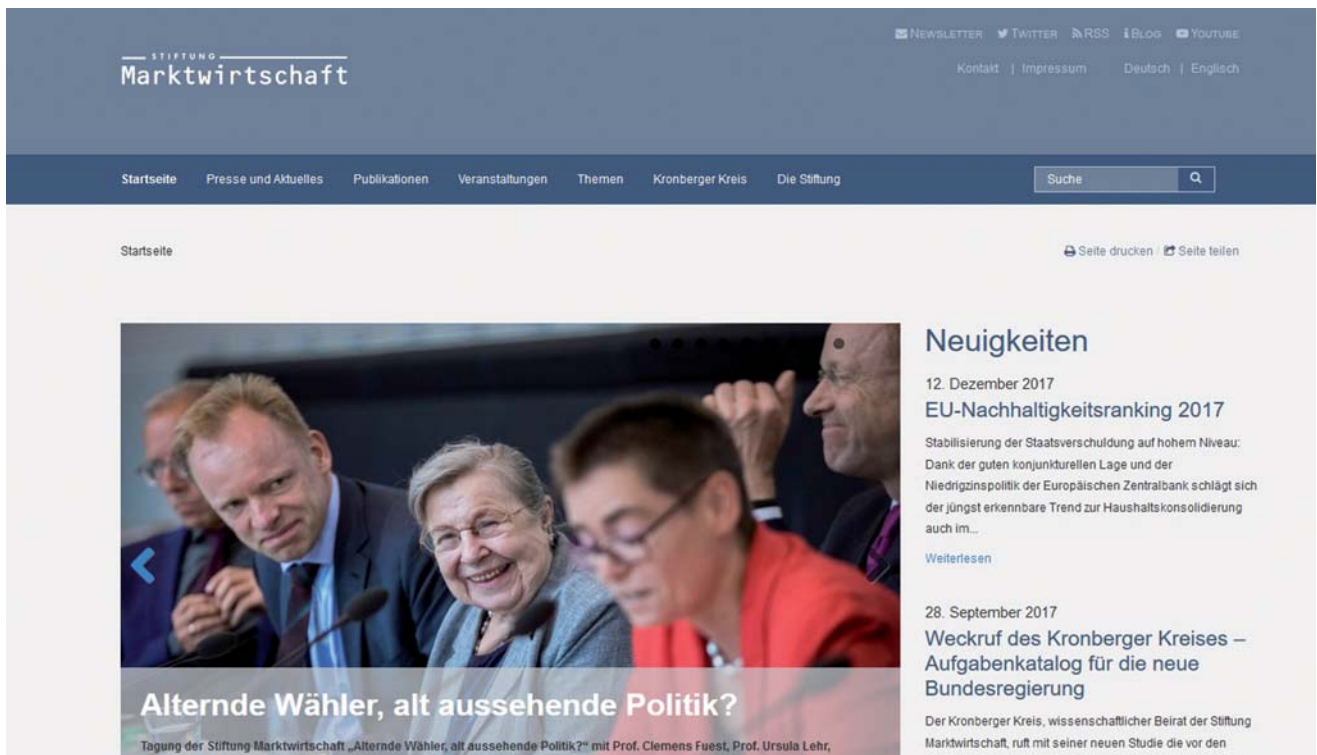 Newsletter Twitter RSS Blog Youtube
STIFTUNG
Marktwirtschaft
Kontakt | Impressum Deutsch | Englisch
Startseite Presse und Aktuelles Publikationen Veranstaltungen Themen Kronberger Kreis Die Stiftung Suche
Startseite
Seite drucken / Seite teilen
Alternde Wähler, alt aussehende Politik?
Tagung der Stiftung Marktwirtschaft „Alternde Wähler, alt aussehende Politik?“ mit Prof. Clemens Fuest, Prof. Ursula Lehr,
Neuigkeiten
12. Dezember 2017
EU-Nachhaltigkeitsranking 2017
Stabilisierung der Staatsverschuldung auf hohem Niveau:
Dank der guten konjunkturellen Lage und der
Niedrigzinspolitik der Europäischen Zentralbank schlägt sich
der jüngst erkennbare Trend zur Haushaltskonsolidierung
auch im...
Weiterlesen
28. September 2017
Weckruf des Kronberger Kreises –
Aufgabenkatalog für die neue
Bundesregierung
Der Kronberger Kreis, wissenschaftlicher Beirat der Stiftung
Marktwirtschaft, ruft mit seiner neuen Studie die vor den